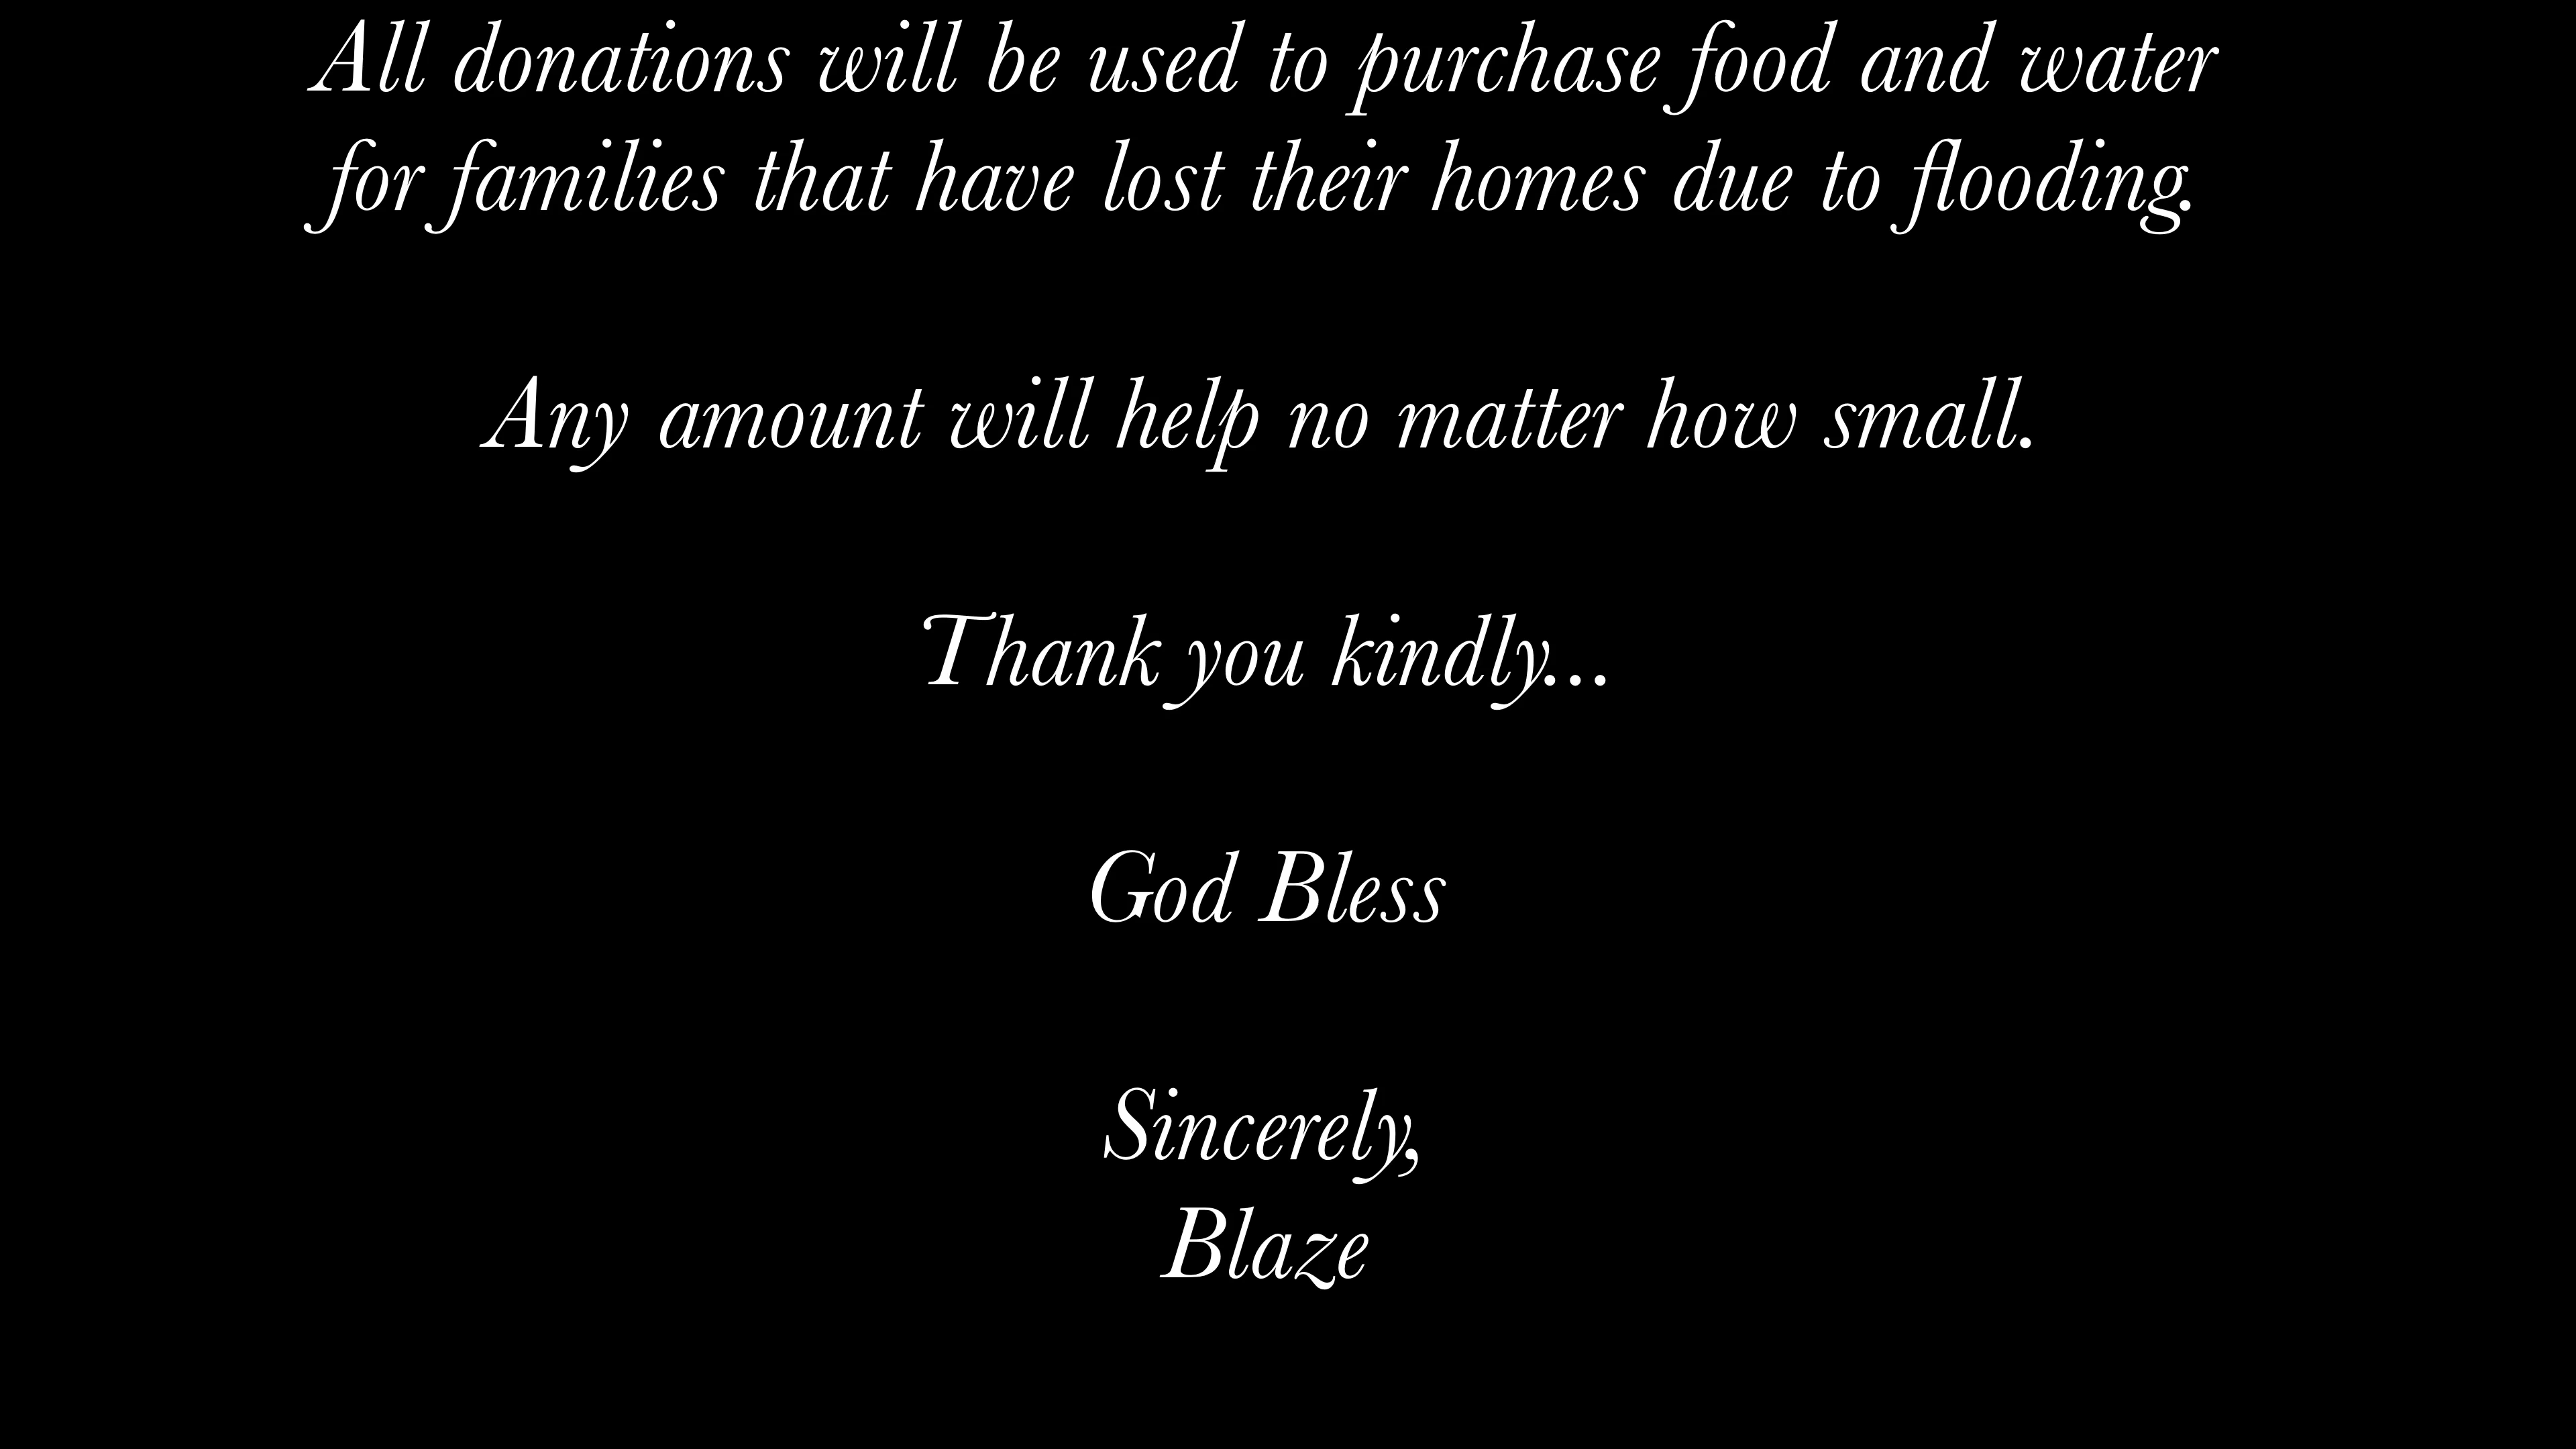 All donations will be used to purchase food and water
for families that have lost their homes due to flooding.
Any amount will help no matter how small.
Thank you kindly...
God Bless
Sincerely,
Blaze